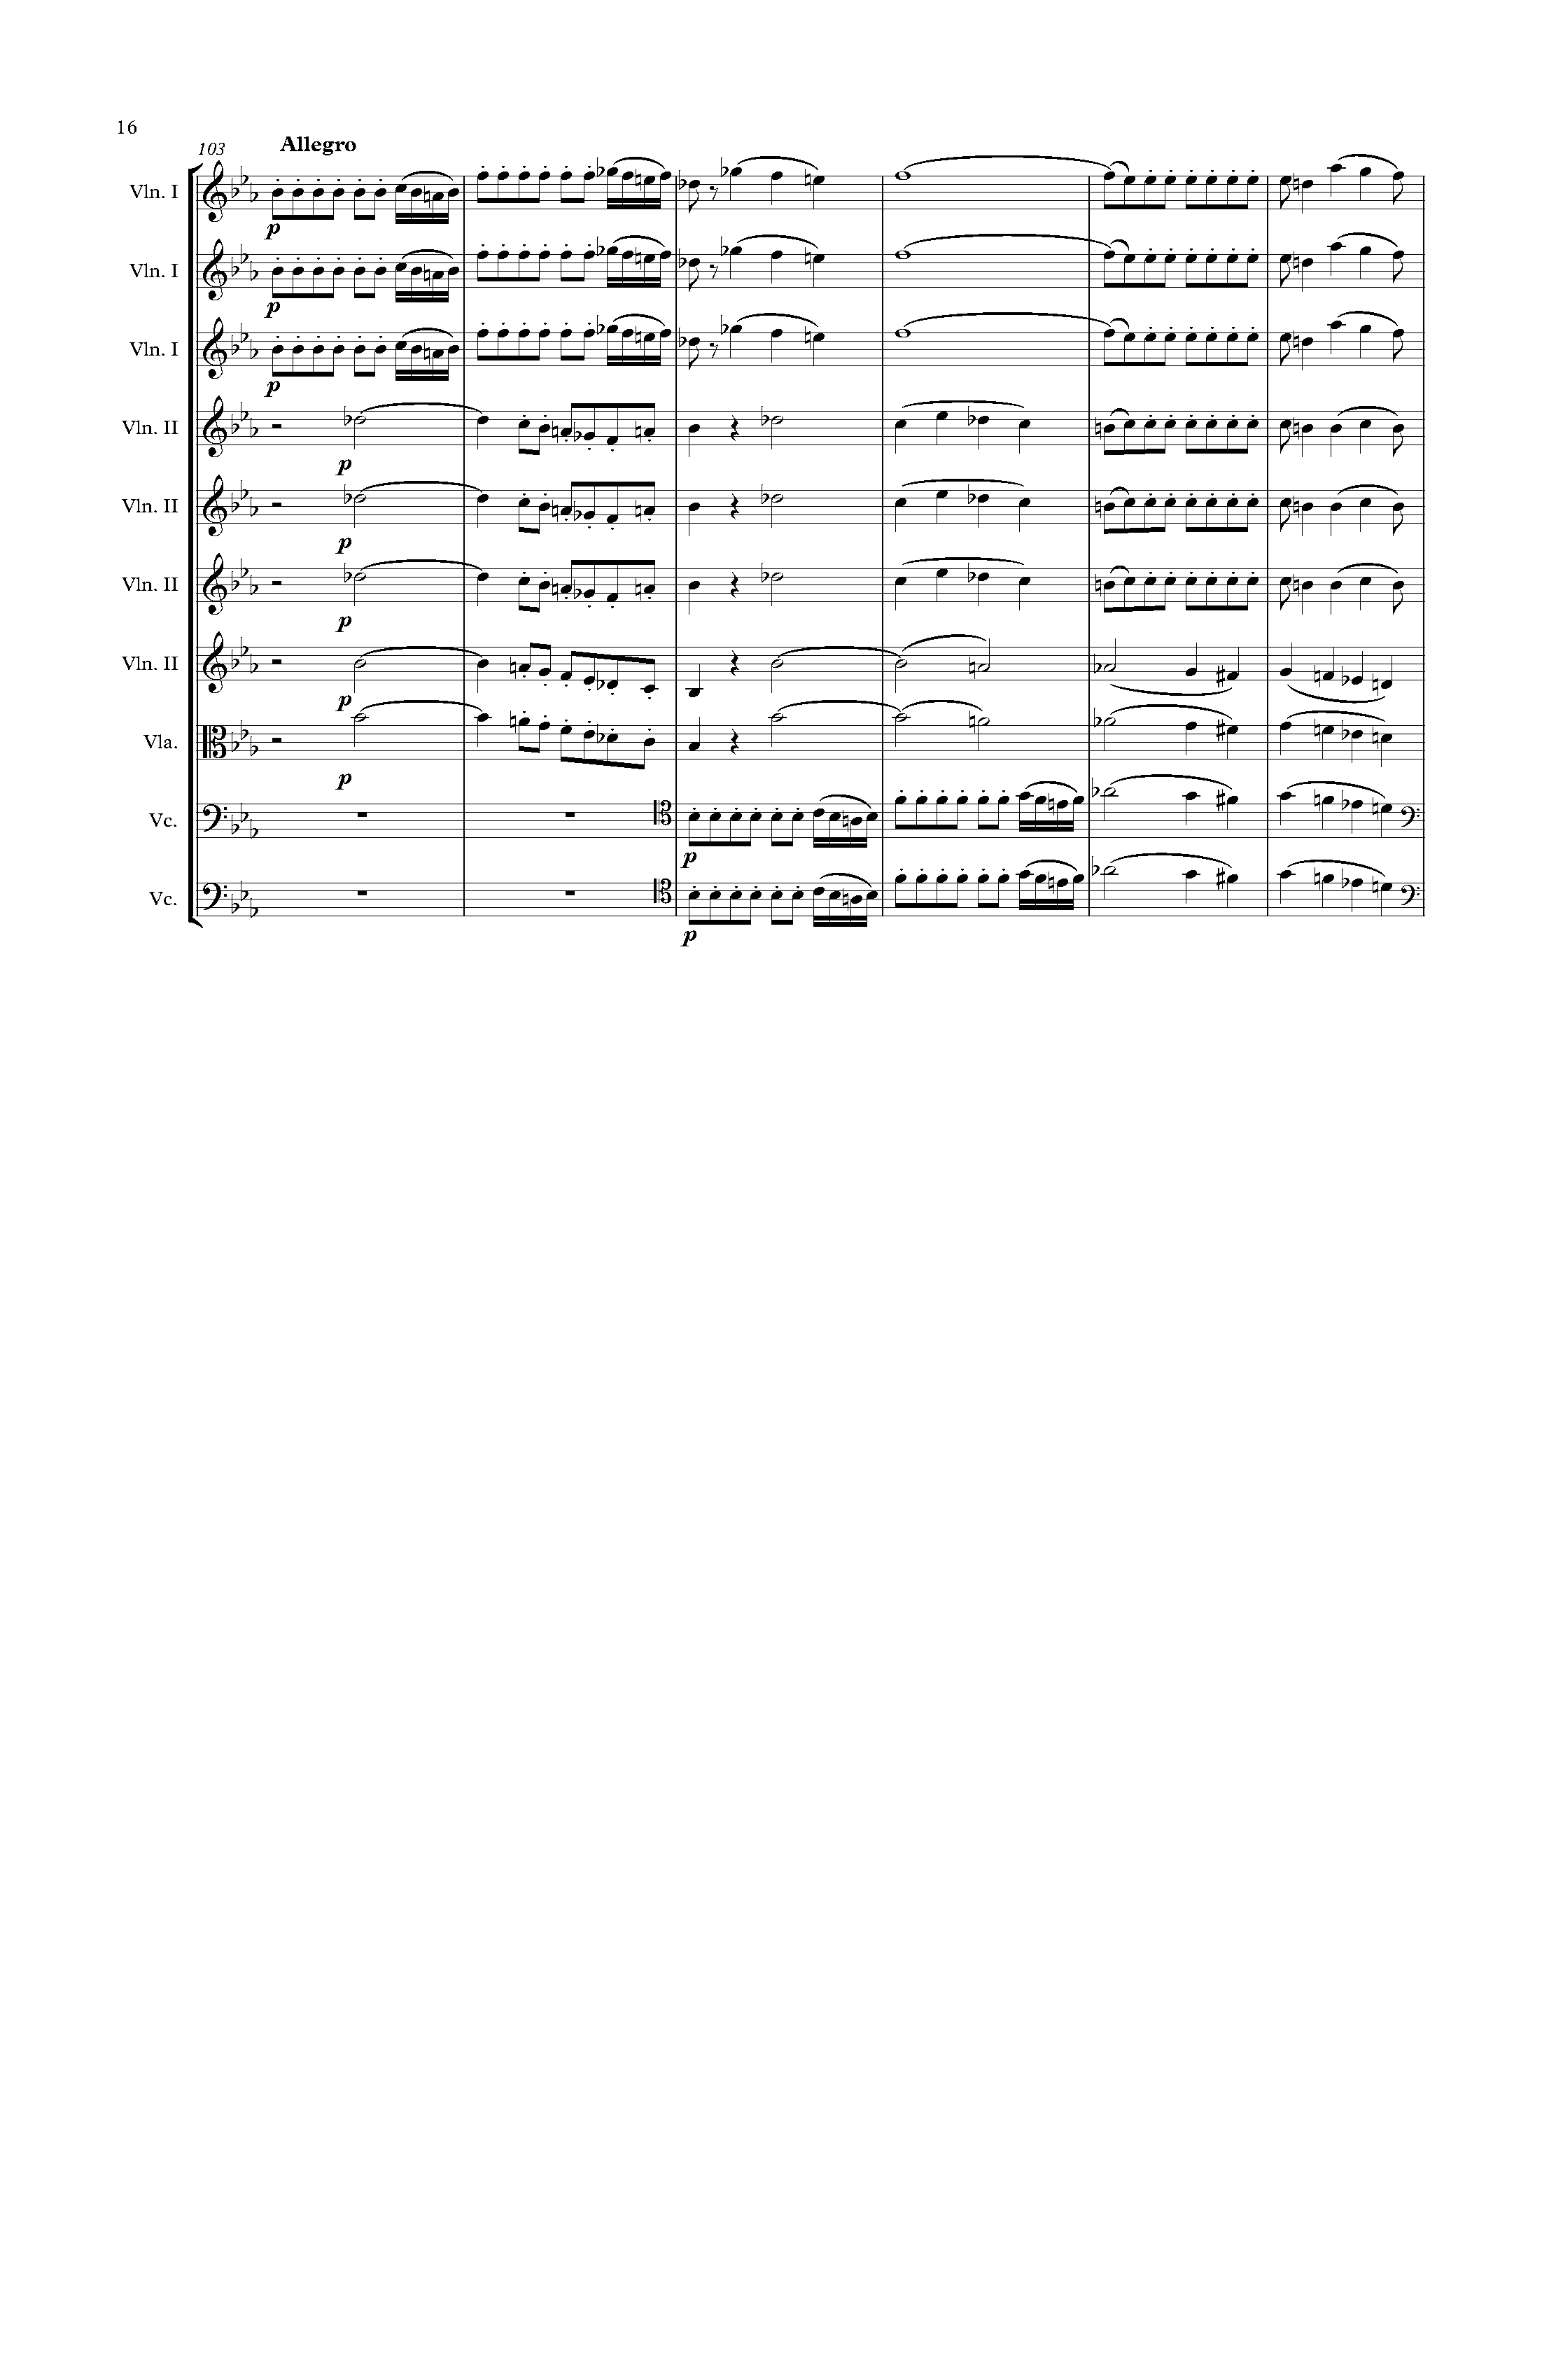 16
103
Allegro
Vln. I
p
Vln. I
p
Vln. I
p
Vln. II
p
Vln. II
p
Vln. II
p
Vln. II
p
Vla.
p
Vc.
p
Vc.
p